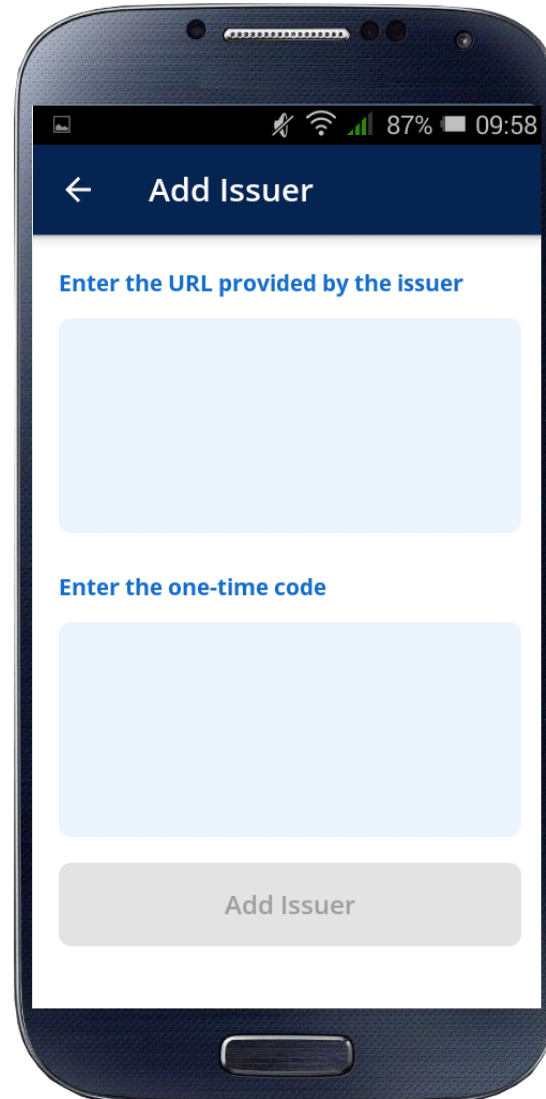 87% 09:58
Add Issuer
Enter the URL provided by the issuer
Enter the one-time code
Add Issuer